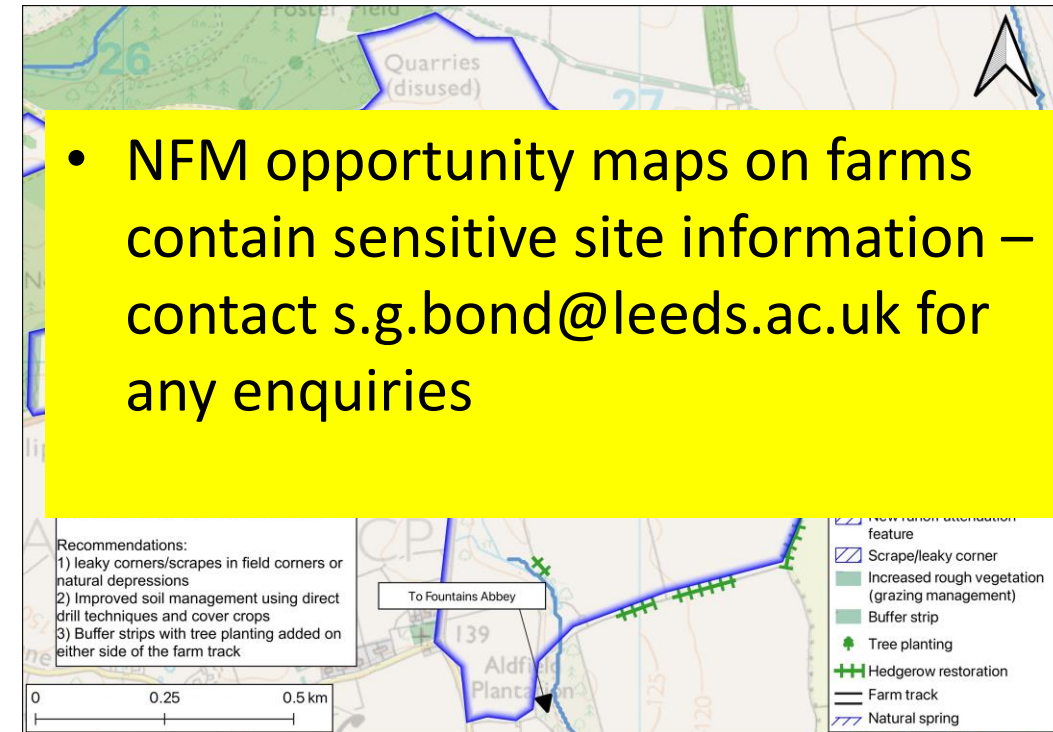 Foster Field
26
Quarries
(disused)
27
• NFM opportunity maps on farms
contain sensitive site information –
contact s.g.bond@leeds.ac.uk for
any enquiries
Recommendations:
1) leaky corners/scrapes in field corners or
natural depressions
2) Improved soil management using direct
drill techniques and cover crops
3) Buffer strips with tree planting added on
either side of the farm track
0 0.25 0.5 km
CP
To Fountains Abbey
139
Aldfield
Plantation
125
120
feature
Scrape/leaky corner
Increased rough vegetation
(grazing management)
Buffer strip
Tree planting
Hedgerow restoration
Farm track
Natural spring